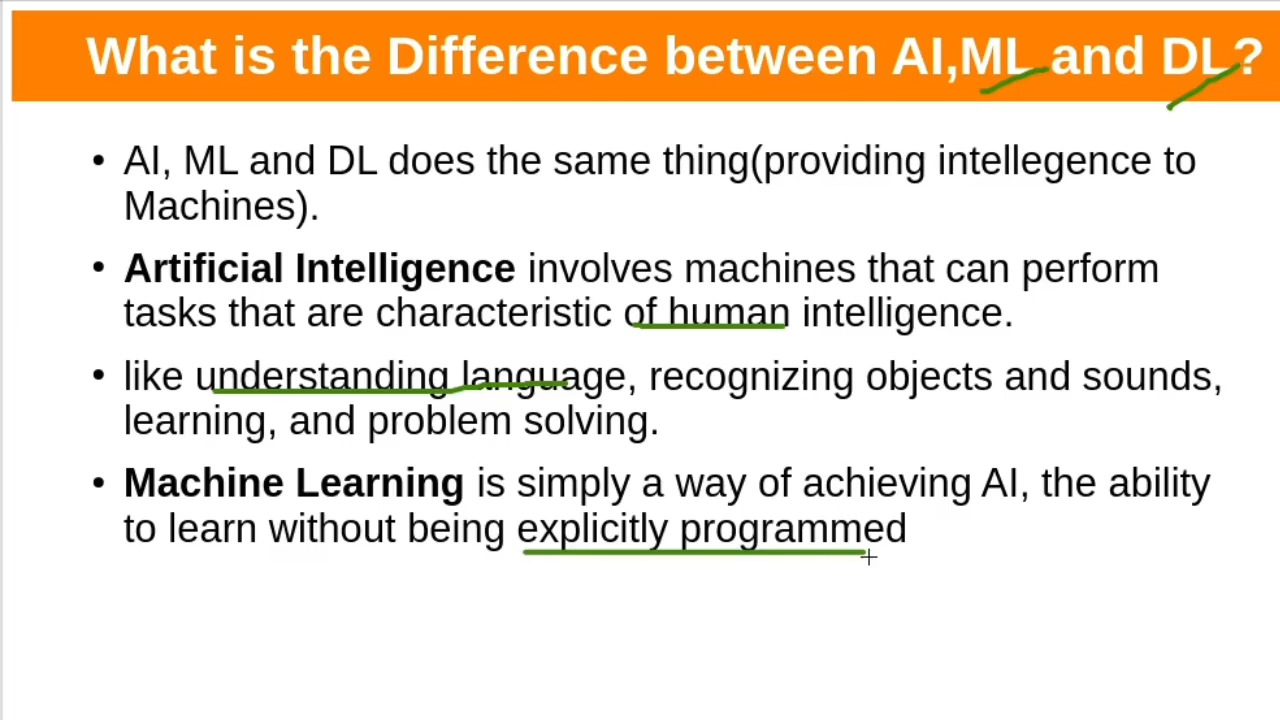 What is the Difference between AI,ML and DL?
• AI, ML and DL does the same thing(providing intellegence to
Machines).
• Artificial Intelligence involves machines that can perform
tasks that are characteristic of human intelligence.
• like understanding language, recognizing objects and sounds,
learning, and problem solving.
• Machine Learning is simply a way of achieving AI, the ability
to learn without being explicitly programmed